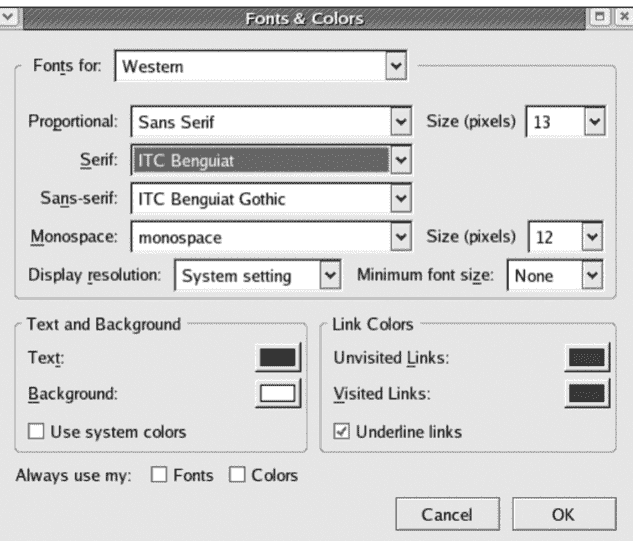 Fonts & Colors
Fonts for: Western
Proportional: Sans Serif Size (pixels) 13
Serif: ITC Benguiat
Sans-serif: ITC Benguiat Gothic
Monospace: monospace Size (pixels) 12
Display resolution: System setting Minimum font size: None
Text and Background
Text:
Background:
Use system colors
Link Colors
Unvisited Links:
Visited Links:
Underline links
Always use my: Fonts Colors
Cancel OK